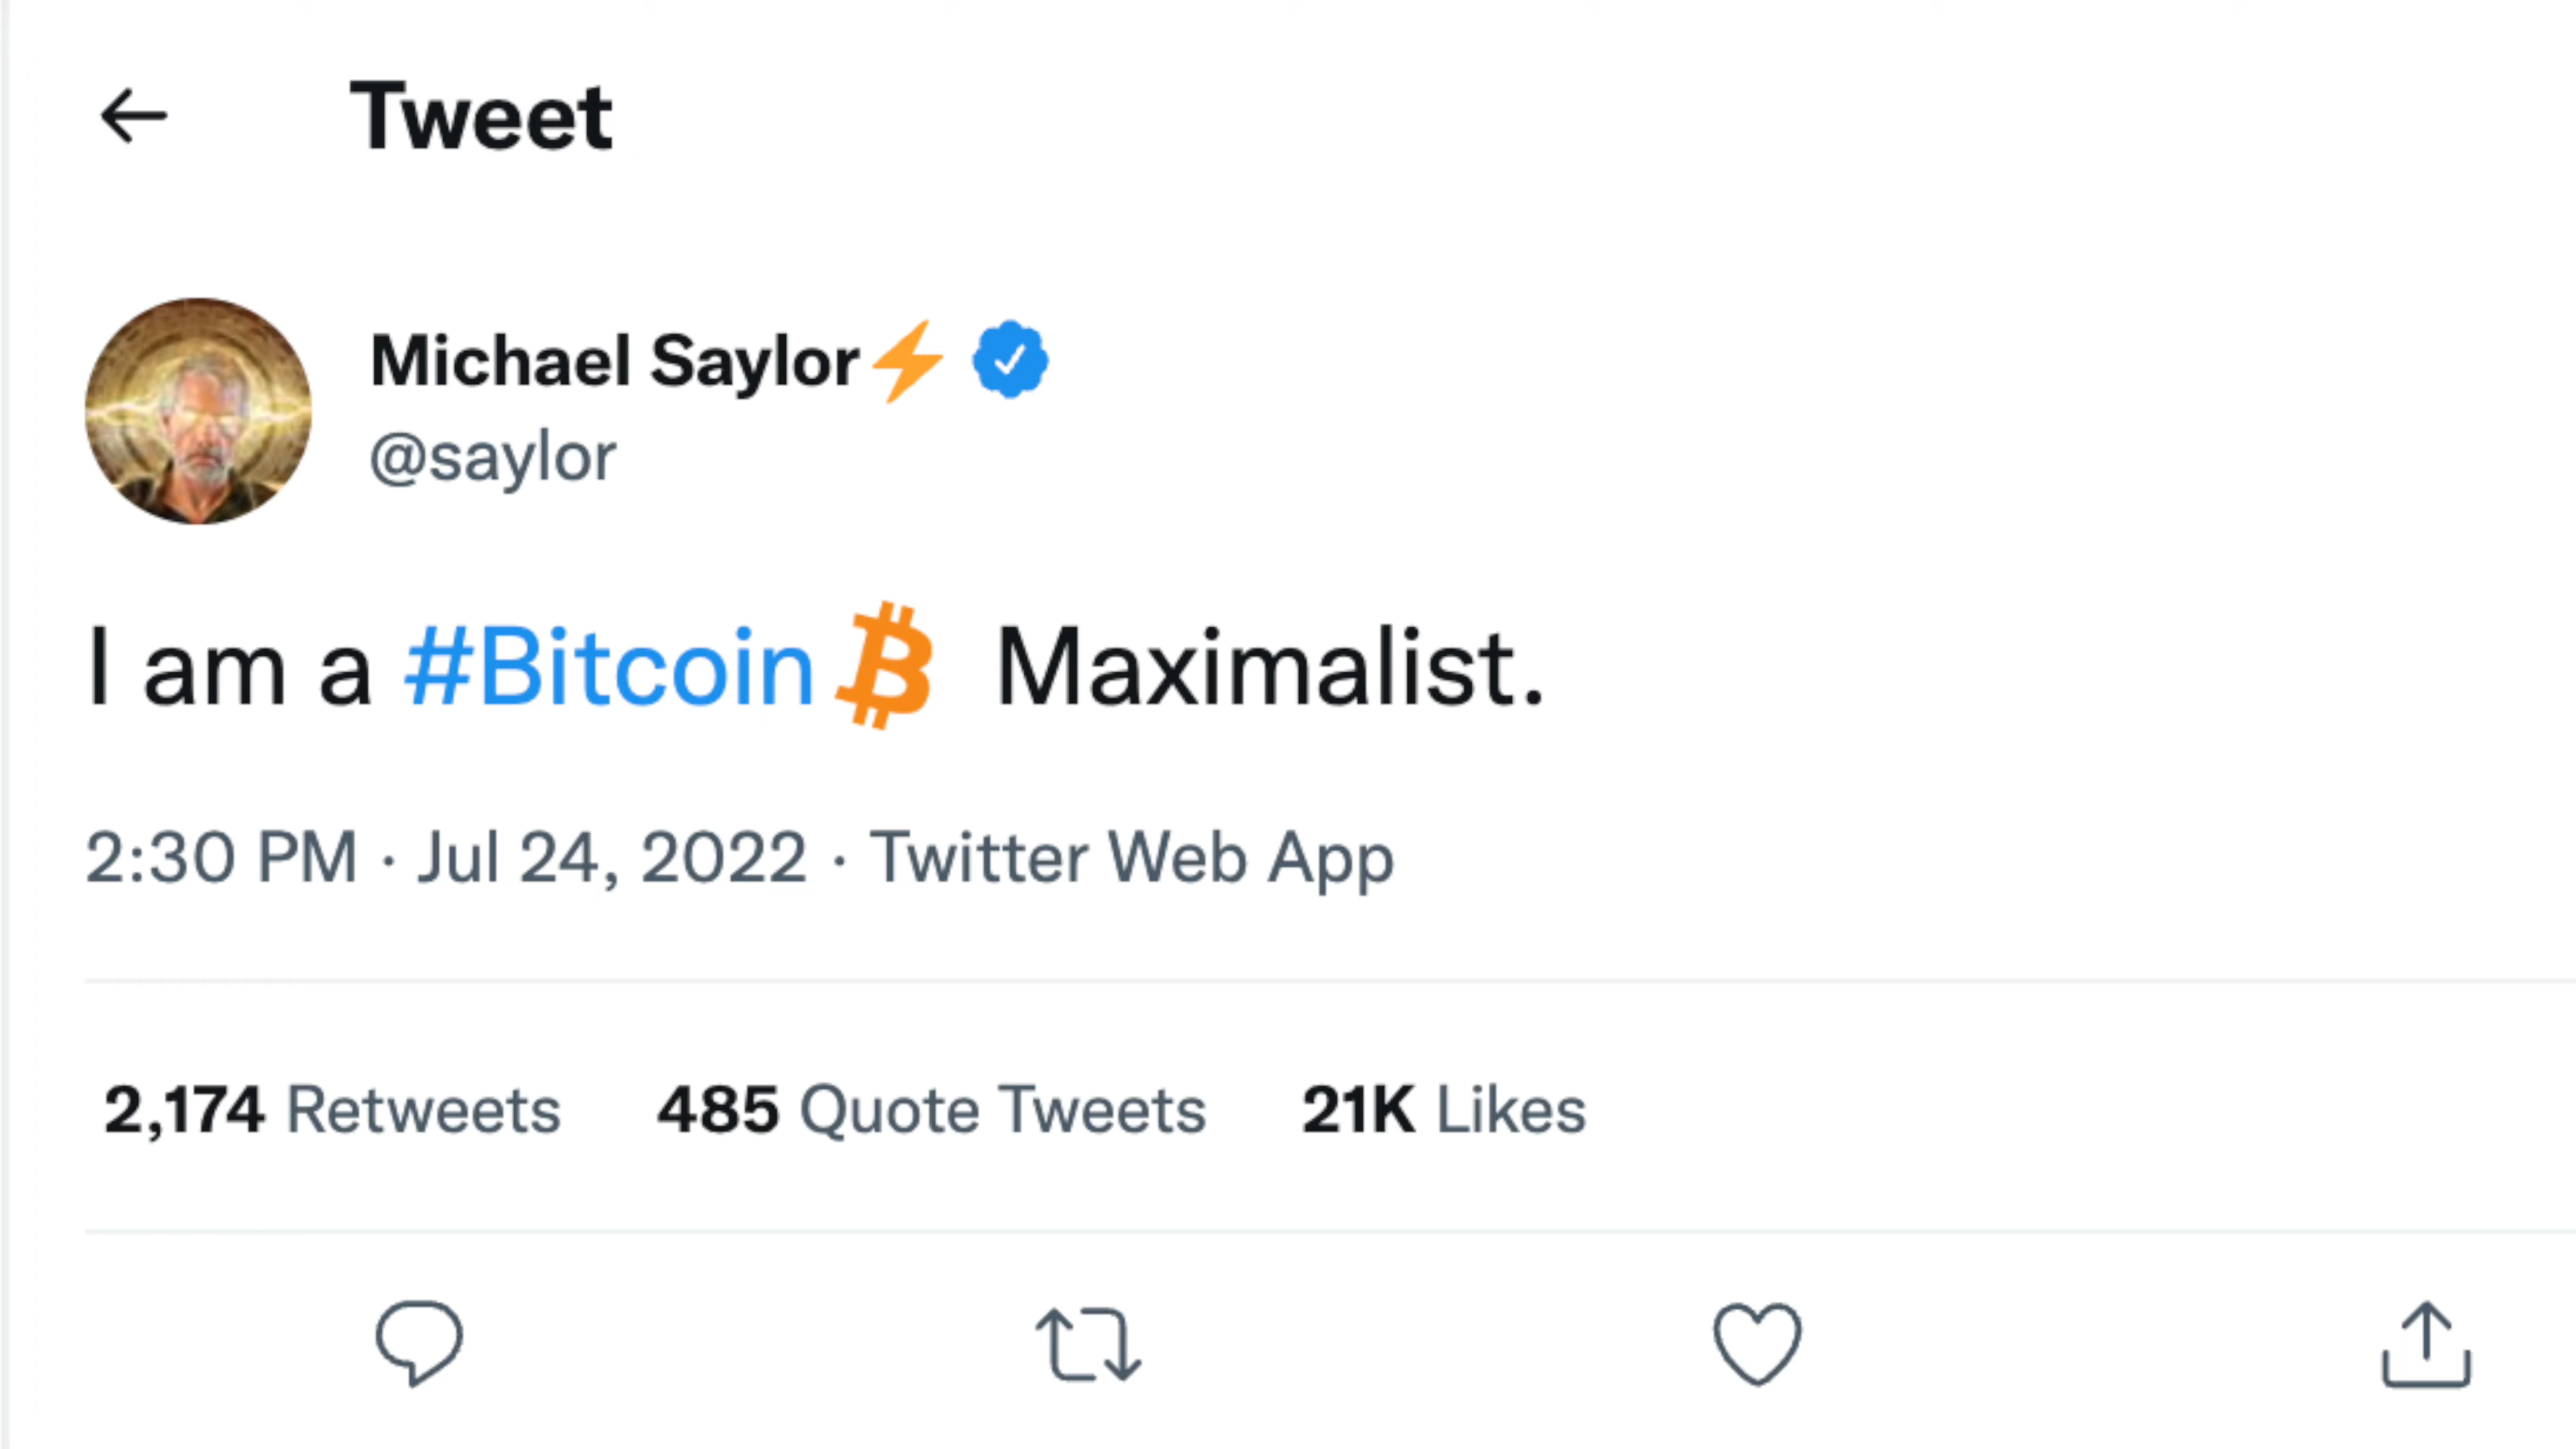 Tweet
Michael Saylor⚡
@saylor
I am a #Bitcoin Maximalist.
2:30 PM · Jul 24, 2022 · Twitter Web App
2,174 Retweets 485 Quote Tweets 21K Likes